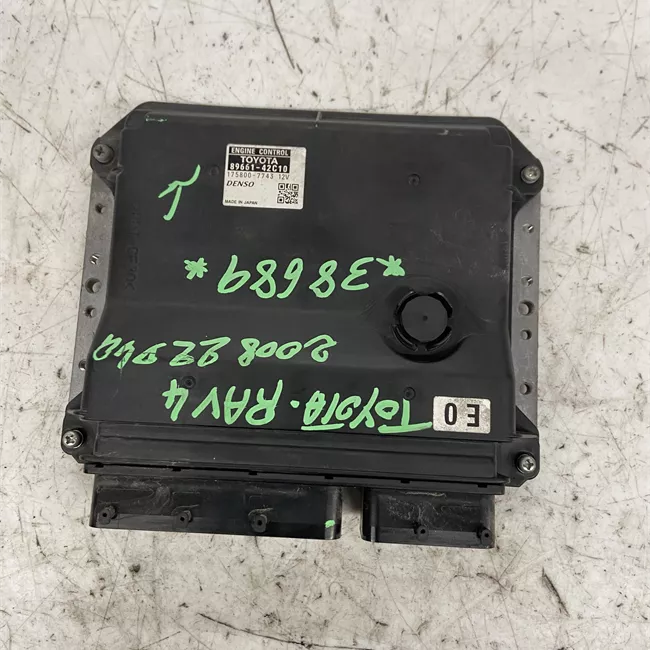 ENGINE CONTROL
TOYOTA
89661-42C10
175800-7743 12V
DENSO
MADE IN JAPAN
TOYOTA. RAV4
2008 2.2 D4D
*38689*
E0